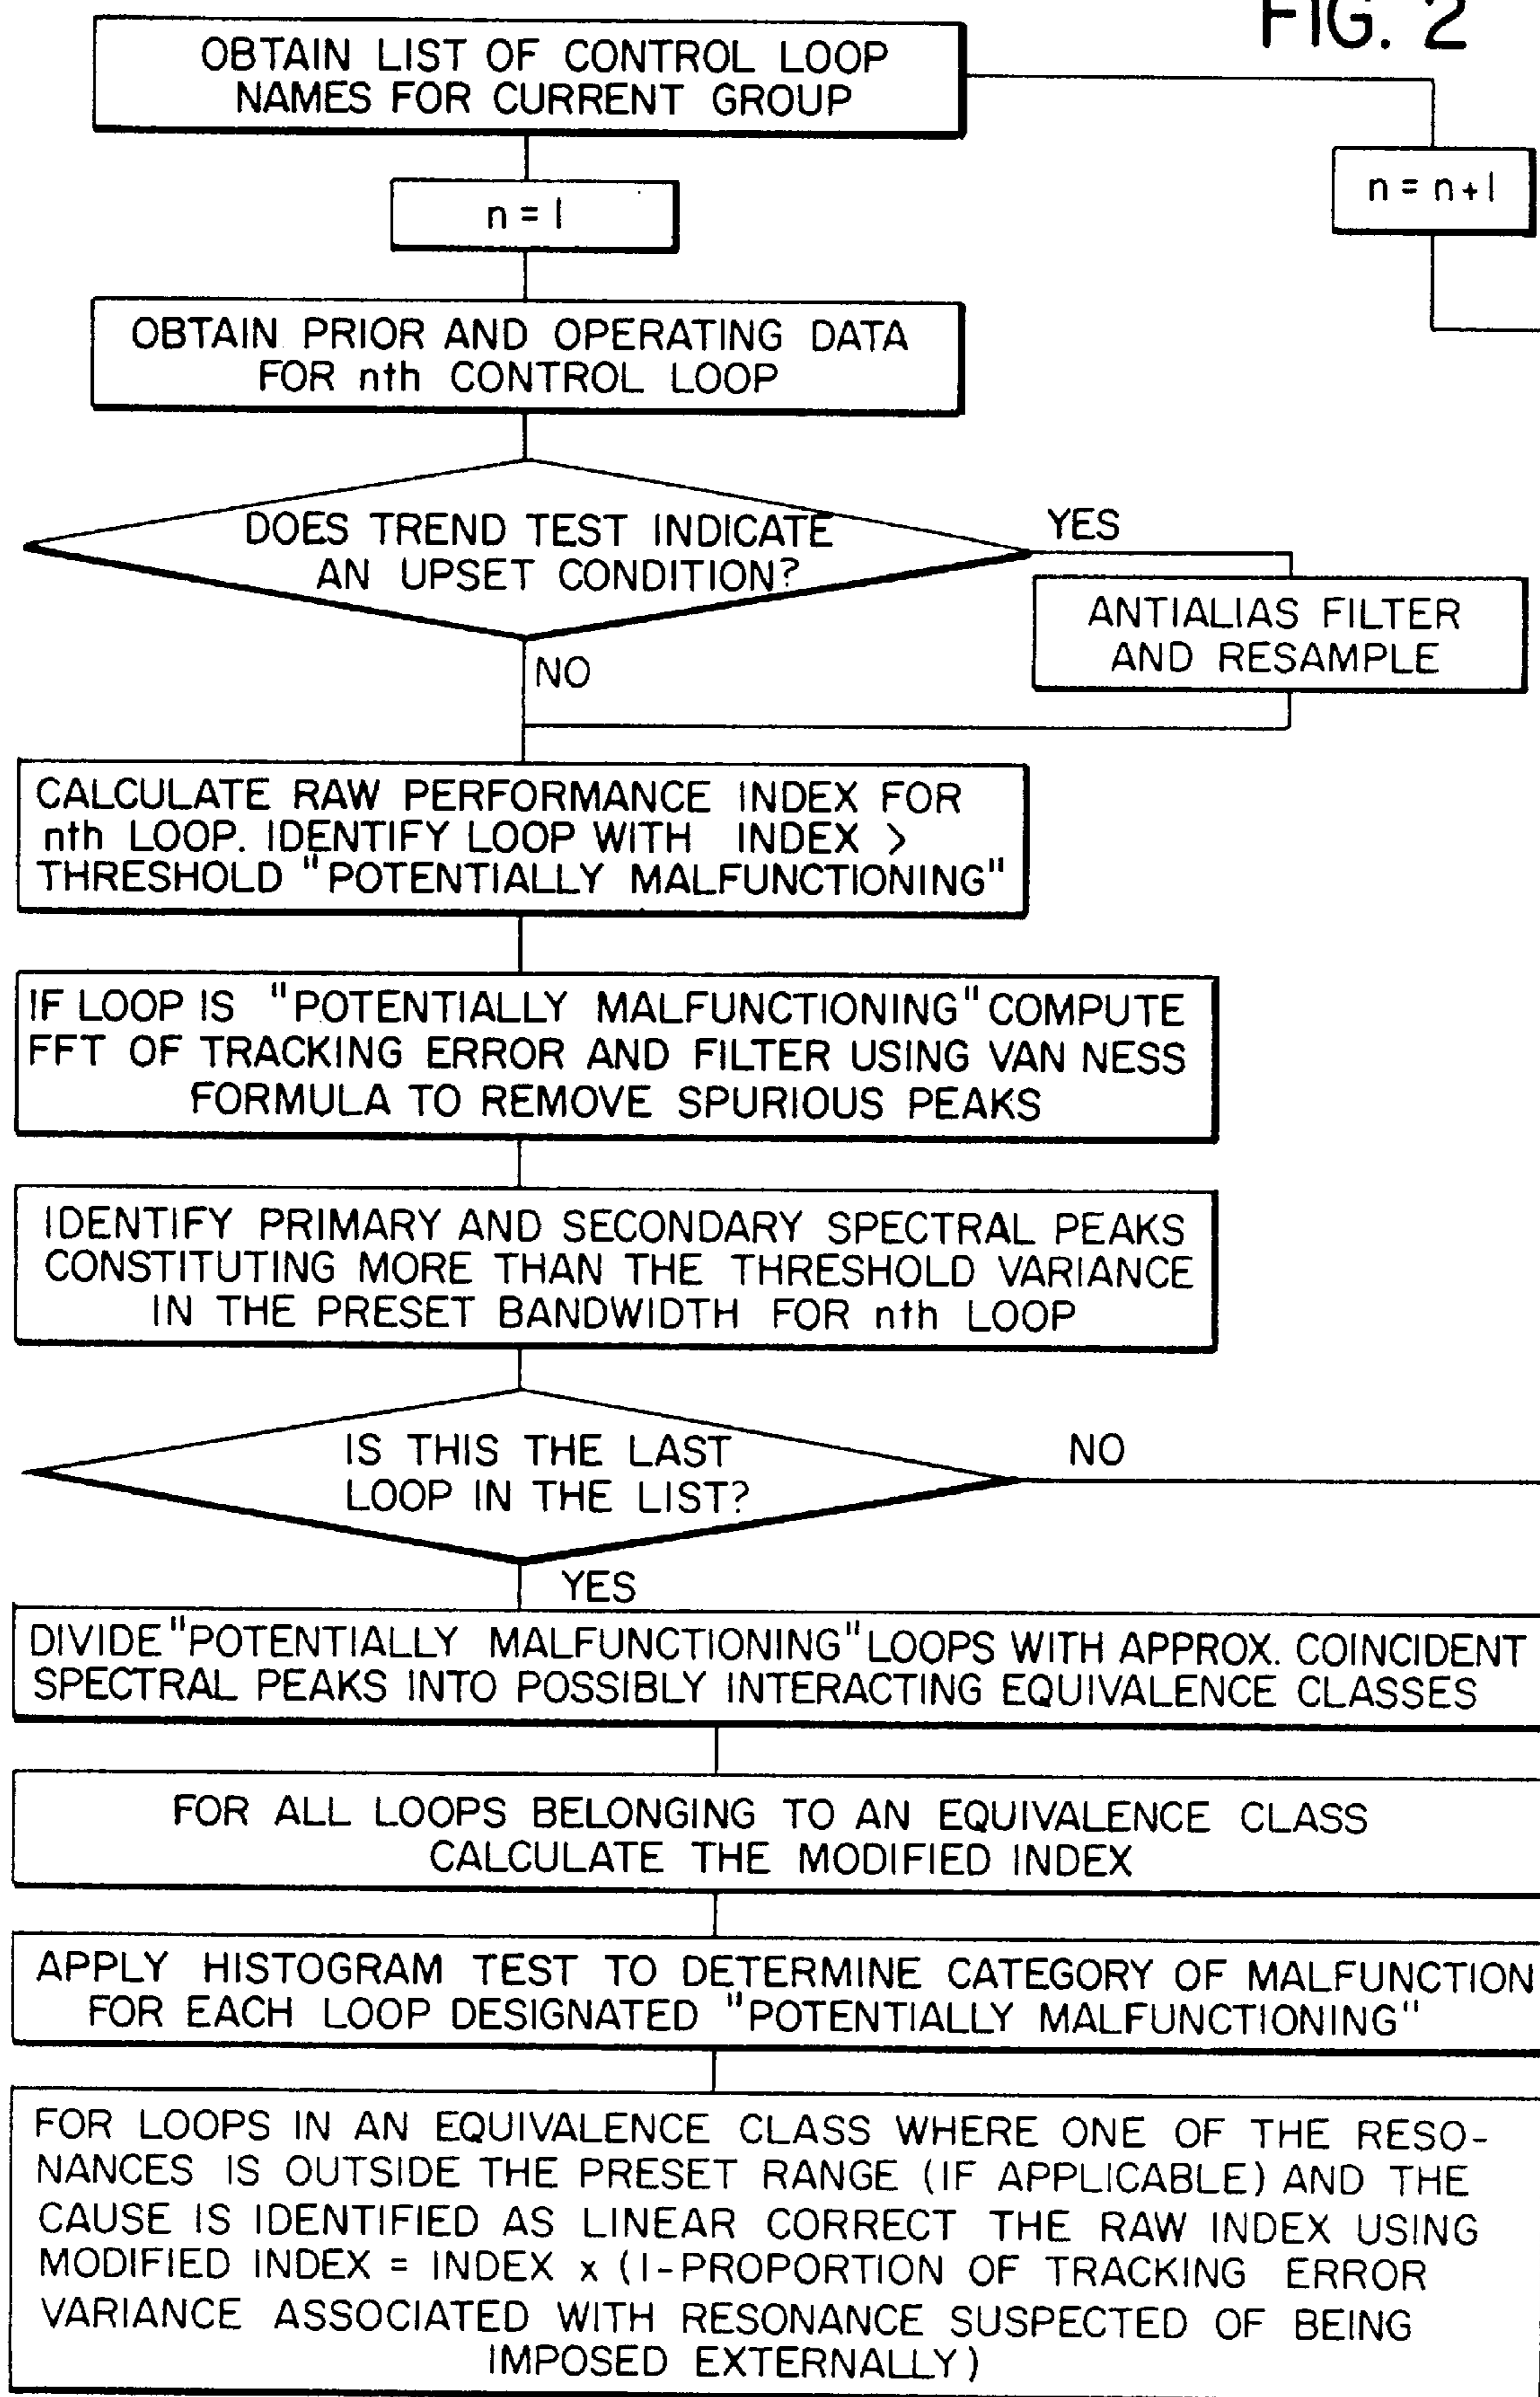 FIG. 2
OBTAIN LIST OF CONTROL LOOP
NAMES FOR CURRENT GROUP
n = 1
n = n+1
OBTAIN PRIOR AND OPERATING DATA
FOR nth CONTROL LOOP
DOES TREND TEST INDICATE
AN UPSET CONDITION?
YES
ANTIALIAS FILTER
AND RESAMPLE
NO
CALCULATE RAW PERFORMANCE INDEX FOR
nth LOOP. IDENTIFY LOOP WITH INDEX >
THRESHOLD "POTENTIALLY MALFUNCTIONING"
IF LOOP IS "POTENTIALLY MALFUNCTIONING" COMPUTE
FFT OF TRACKING ERROR AND FILTER USING VAN NESS
FORMULA TO REMOVE SPURIOUS PEAKS
IDENTIFY PRIMARY AND SECONDARY SPECTRAL PEAKS
CONSTITUTING MORE THAN THE THRESHOLD VARIANCE
IN THE PRESET BANDWIDTH FOR nth LOOP
IS THIS THE LAST
LOOP IN THE LIST?
NO
YES
DIVIDE "POTENTIALLY MALFUNCTIONING" LOOPS WITH APPROX. COINCIDENT
SPECTRAL PEAKS INTO POSSIBLY INTERACTING EQUIVALENCE CLASSES
FOR ALL LOOPS BELONGING TO AN EQUIVALENCE CLASS
CALCULATE THE MODIFIED INDEX
APPLY HISTOGRAM TEST TO DETERMINE CATEGORY OF MALFUNCTION
FOR EACH LOOP DESIGNATED "POTENTIALLY MALFUNCTIONING"
FOR LOOPS IN AN EQUIVALENCE CLASS WHERE ONE OF THE RESO-
NANCES IS OUTSIDE THE PRESET RANGE (IF APPLICABLE) AND THE
CAUSE IS IDENTIFIED AS LINEAR CORRECT THE RAW INDEX USING
MODIFIED INDEX = INDEX x (1-PROPORTION OF TRACKING ERROR
VARIANCE ASSOCIATED WITH RESONANCE SUSPECTED OF BEING
IMPOSED EXTERNALLY)